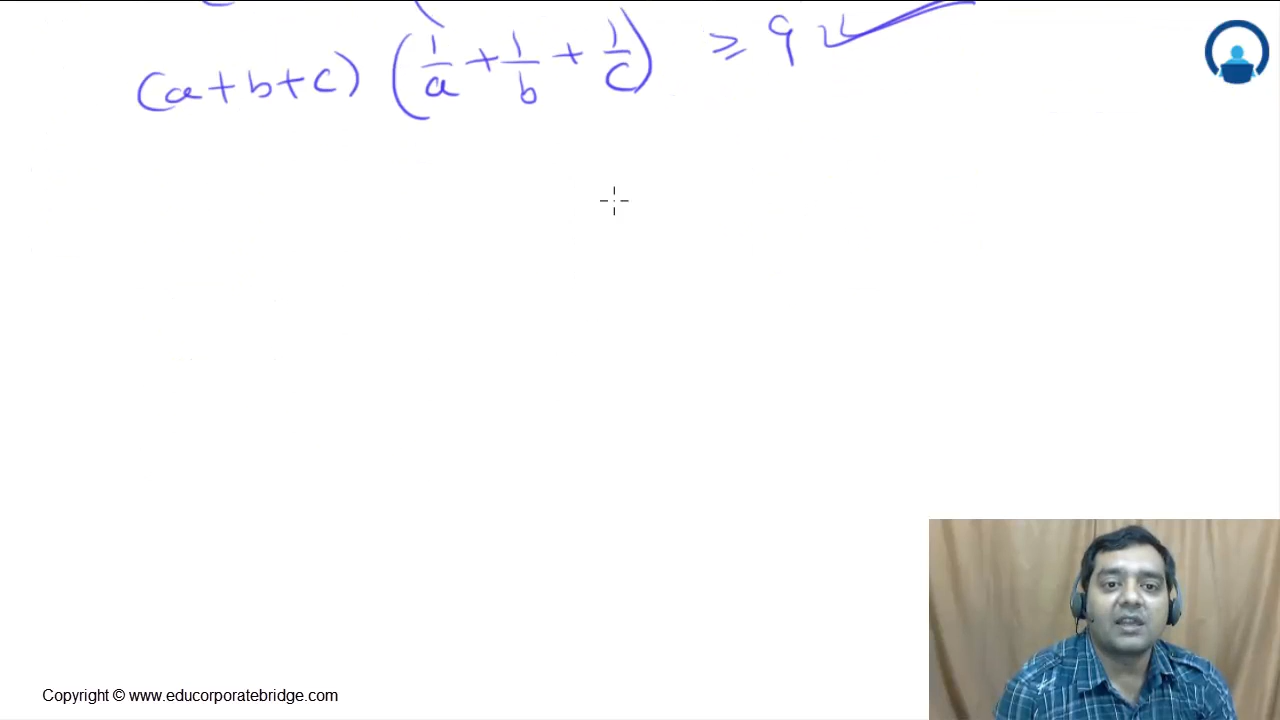 (a+b+c) (1/a + 1/b + 1/c) ≥ 9
Copyright © www.educorporatebridge.com